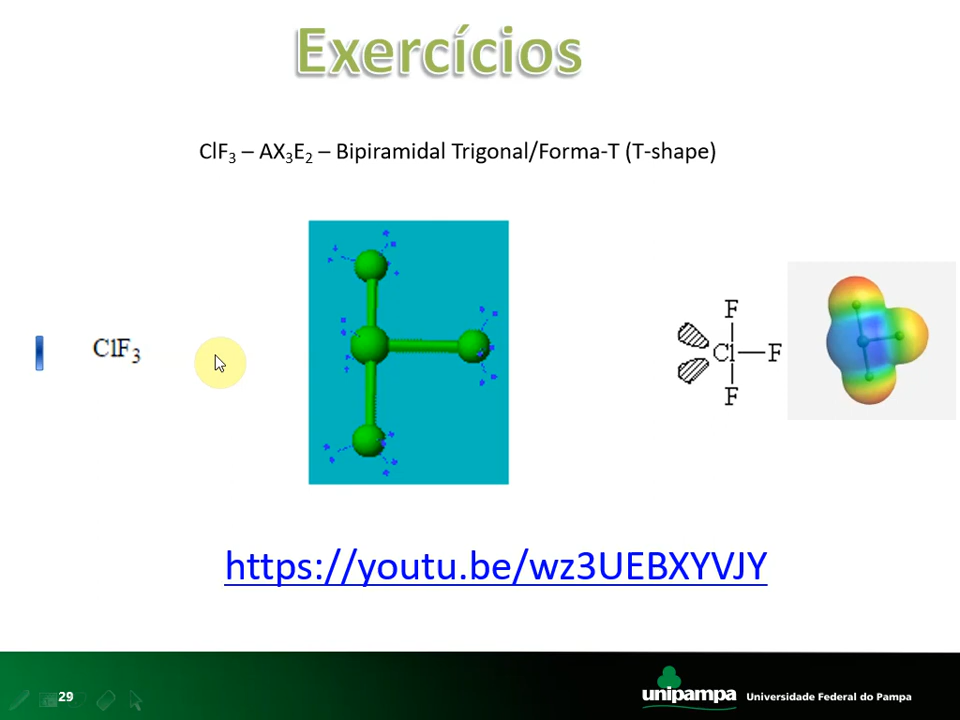 Exercícios
ClF₃ – AX₃E₂ – Bipiramidal Trigonal/Forma-T (T-shape)
ClF₃
F
Cl—F
F
https://youtu.be/wz3UEBXYVJY
29
unipampa Universidade Federal do Pampa